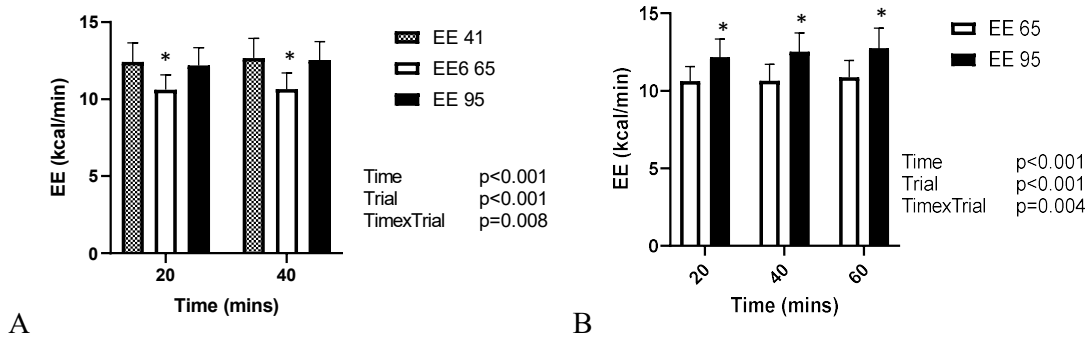 15
10
5
0
EE (kcal/min)
*
*
20
40
Time (mins)
EE 41
EE6 65
EE 95
Time p<0.001
Trial p<0.001
TimexTrial p=0.008
A
15
10
5
0
EE (kcal/min)
*
*
*
20
40
60
Time (mins)
EE 65
EE 95
Time p<0.001
Trial p<0.001
TimexTrial p=0.004
B